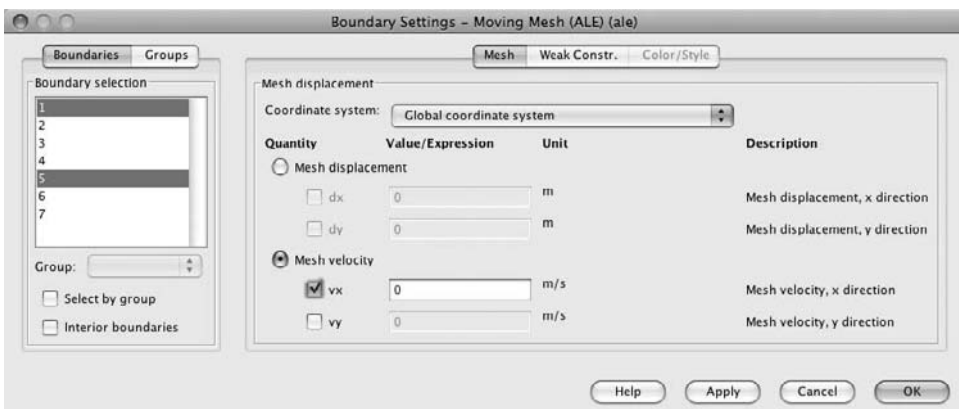 Boundary Settings – Moving Mesh (ALE) (ale)
Boundaries Groups
Mesh Weak Constr. Color/Style
Boundary selection
1
2
3
4
5
6
7
Group:
Select by group
Interior boundaries
Mesh displacement
Coordinate system: Global coordinate system
Quantity Value/Expression Unit Description
Mesh displacement
dx 0 m Mesh displacement, x direction
dy 0 m Mesh displacement, y direction
Mesh velocity
vx 0 m/s Mesh velocity, x direction
vy 0 m/s Mesh velocity, y direction
Help Apply Cancel OK